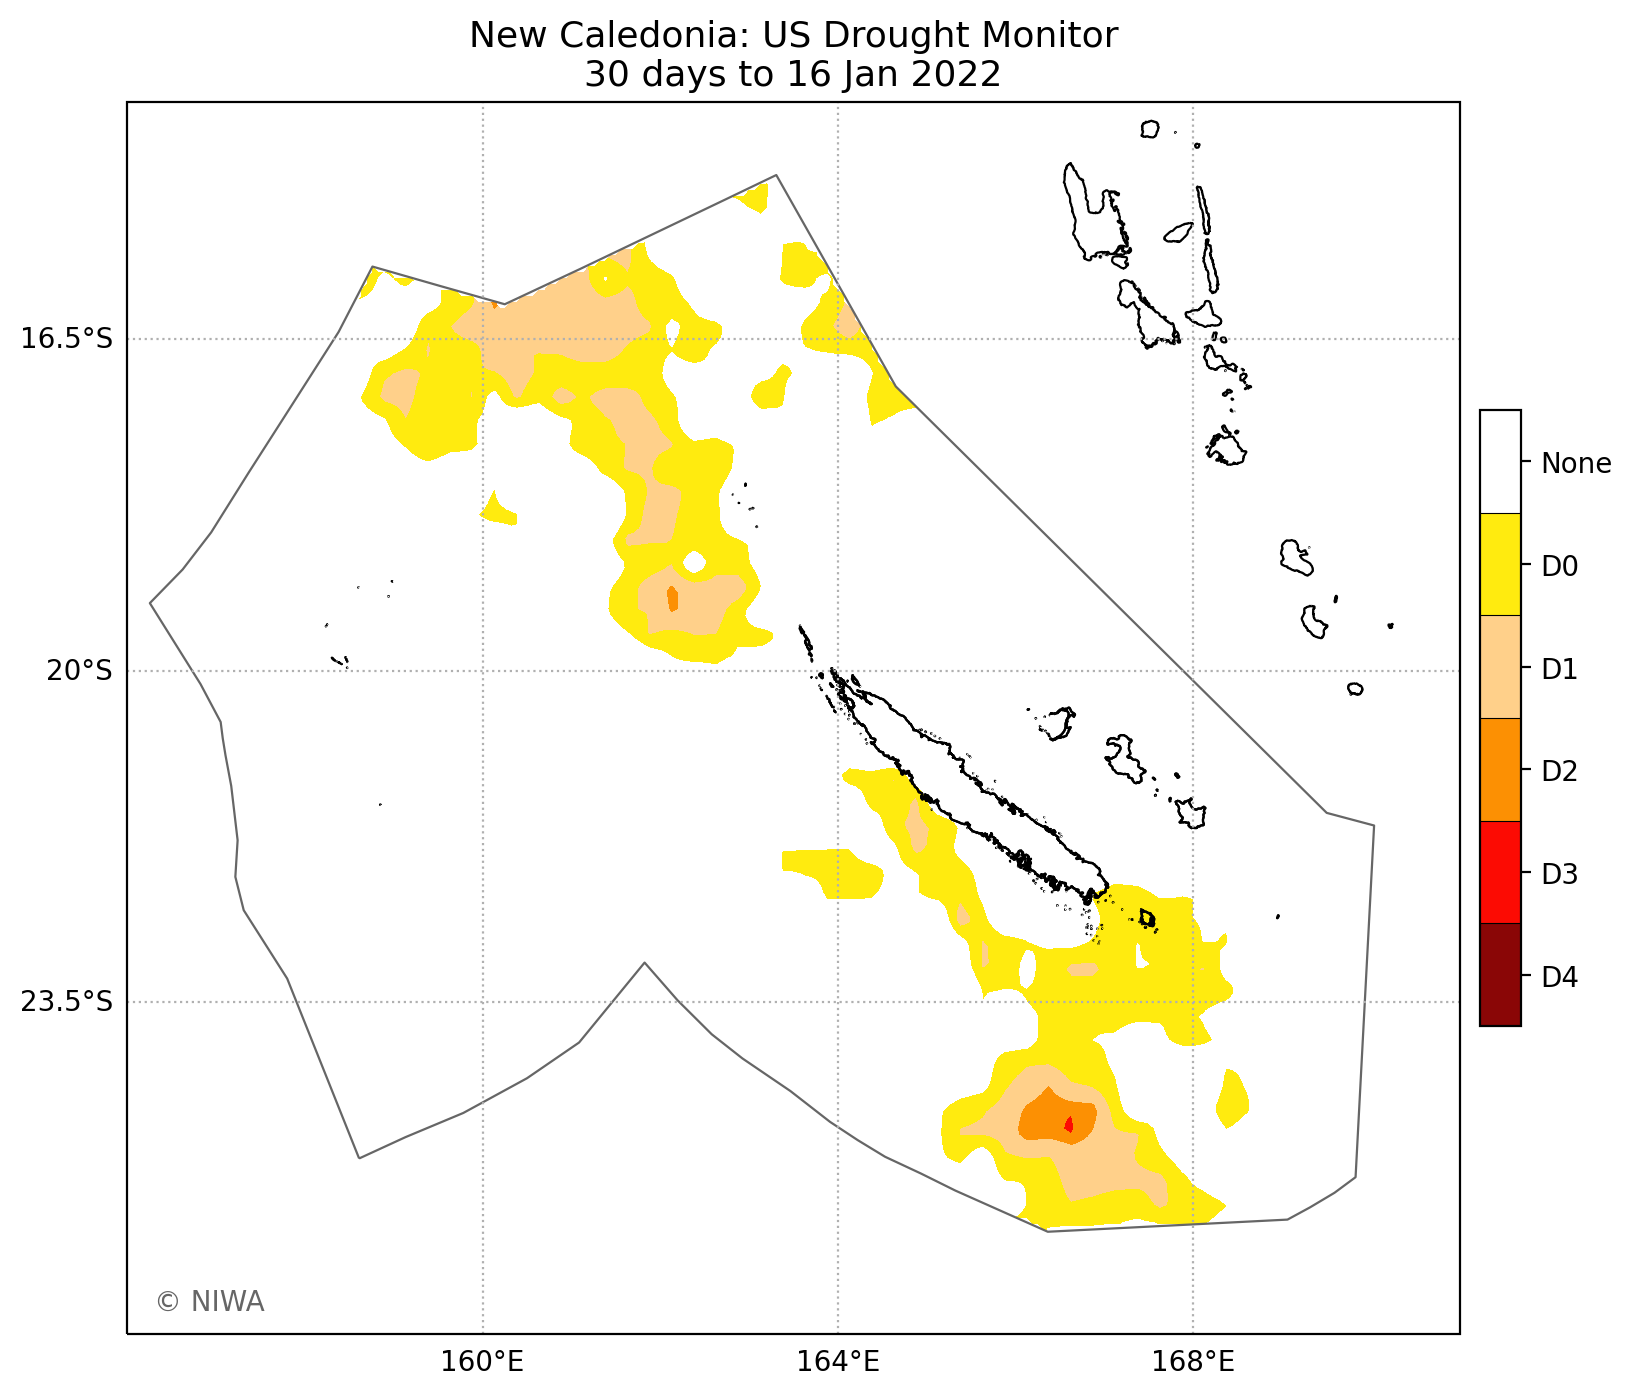 New Caledonia: US Drought Monitor
30 days to 16 Jan 2022
16.5°S
20°S
23.5°S
160°E
164°E
168°E
None
D0
D1
D2
D3
D4
© NIWA